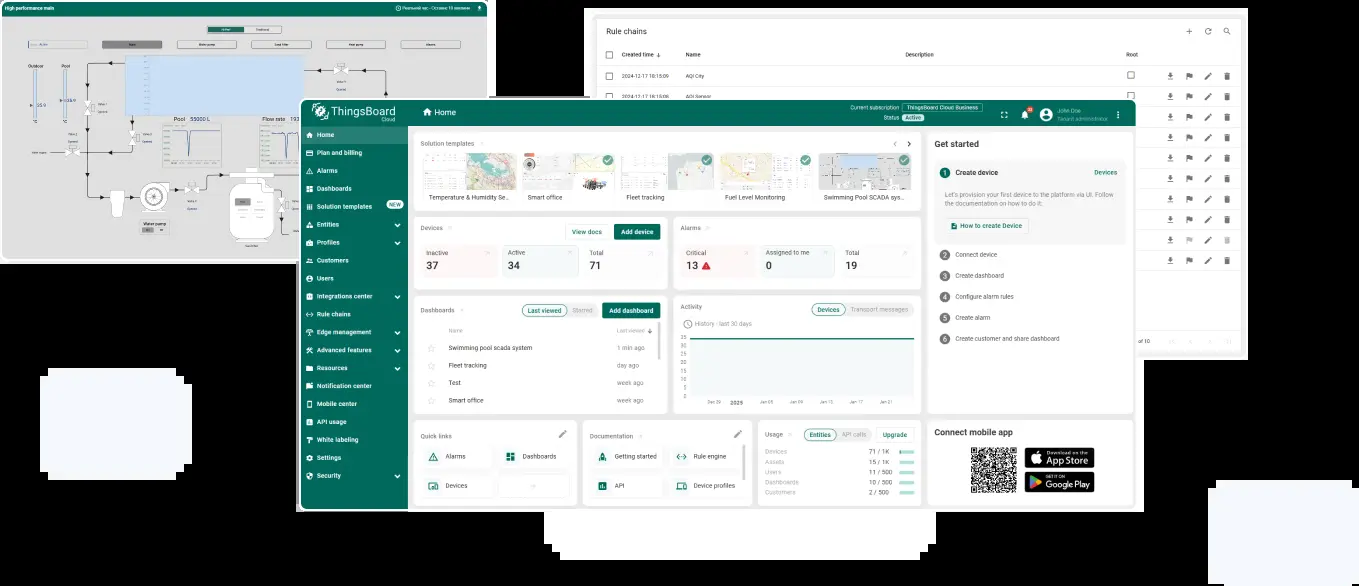 High performance main
Реальний час - Останнє 10 хвилин
Outdoor
Pool
35.9
°C
°C
Pool 55000 L
Flow rate 193
Water pump
Rule chains
Created time
Name
Description
Root
2024-12-17 18:15:09
AQI City
2024-12-17 18:15:08
AQI Sensor
of 10
ThingsBoard
Cloud
Home
Current subscription
ThingsBoard Cloud Business
Status
Active
John Doe
Tenant administrator
Home
Plan and billing
Alarms
Dashboards
Solution templates
NEW
Entities
Profiles
Customers
Users
Integrations center
Rule chains
Edge management
Advanced features
Resources
Notification center
Mobile center
API usage
White labeling
Settings
Security
Solution templates
Temperature & Humidity Se...
Smart office
Fleet tracking
Fuel Level Monitoring
Swimming Pool SCADA sys...
Devices
View docs
Add device
Inactive
37
Active
34
Total
71
Alarms
Critical
13
Assigned to me
0
Total
19
Dashboards
Last viewed
Starred
Add dashboard
Name
Last viewed
Swimming pool scada system
1 min ago
Fleet tracking
day ago
Test
week ago
Smart office
week ago
Activity
Devices
Transport messages
History - last 30 days
35
30
25
20
15
10
5
0
Dec 29
2025
Jan 05
Jan 09
Jan 13
Jan 17
Jan 21
Quick links
Alarms
Dashboards
Devices
Documentation
Getting started
Rule engine
API
Device profiles
Usage
Entities
API calls
Upgrade
Devices
71 / 1K
Assets
15 / 1K
Users
11 / 500
Dashboards
10 / 500
Customers
2 / 500
Get started
1
Create device
Devices
Let's provision your first device to the platform via UI. Follow
the documentation on how to do it:
How to create Device
2
Connect device
3
Create dashboard
4
Configure alarm rules
5
Create alarm
6
Create customer and share dashboard
Connect mobile app
Download on the
App Store
GET IT ON
Google Play